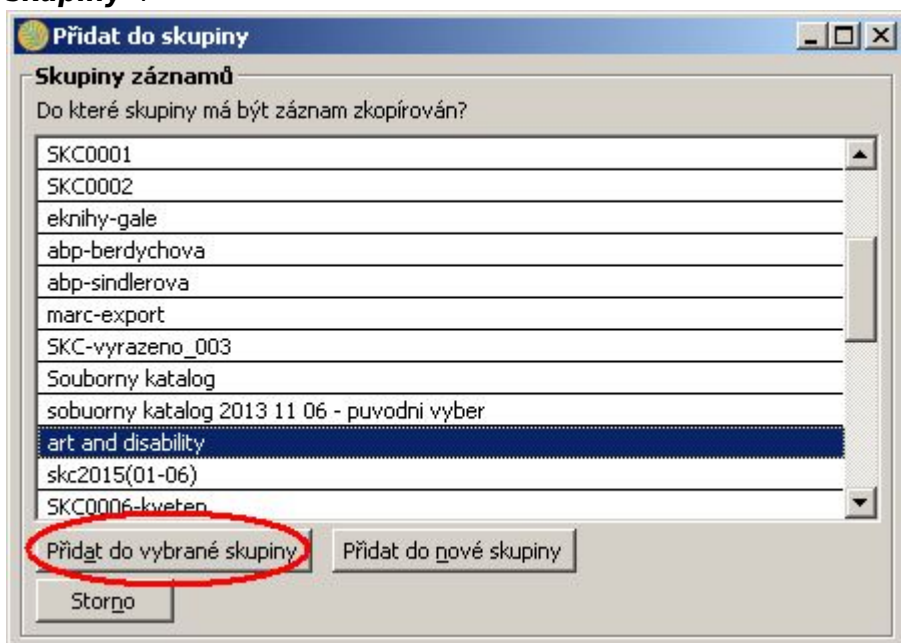 Přidat do skupiny
Skupiny záznamů
Do které skupiny má být záznam zkopírován?
SKC0001
SKC0002
eknihy-gale
abp-berdychova
abp-sindlerova
marc-export
SKC-vyrazeno_003
Souborny katalog
sobuorny katalog 2013 11 06 - puvodni vyber
art and disability
skc2015(01-06)
SKC0006-kveten
Přidat do vybrané skupiny Přidat do nové skupiny
Storno